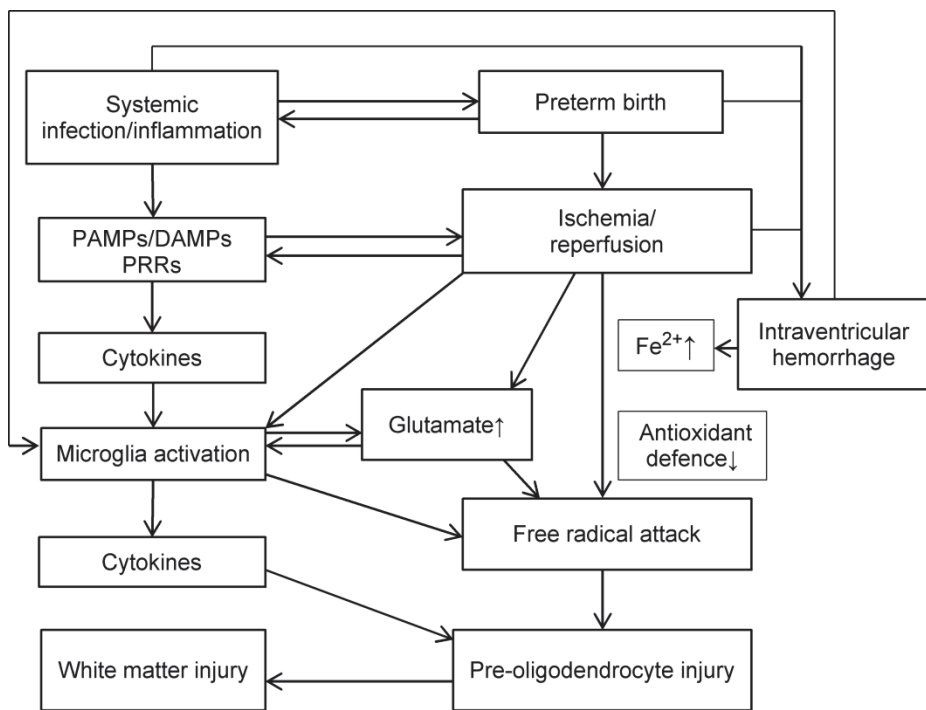 Systemic
infection/inflammation
Preterm birth
PAMPs/DAMPs
PRRs
Ischemia/
reperfusion
Cytokines
Fe²⁺↑
Intraventricular
hemorrhage
Microglia activation
Glutamate↑
Antioxidant
defence↓
Cytokines
Free radical attack
White matter injury
Pre-oligodendrocyte injury